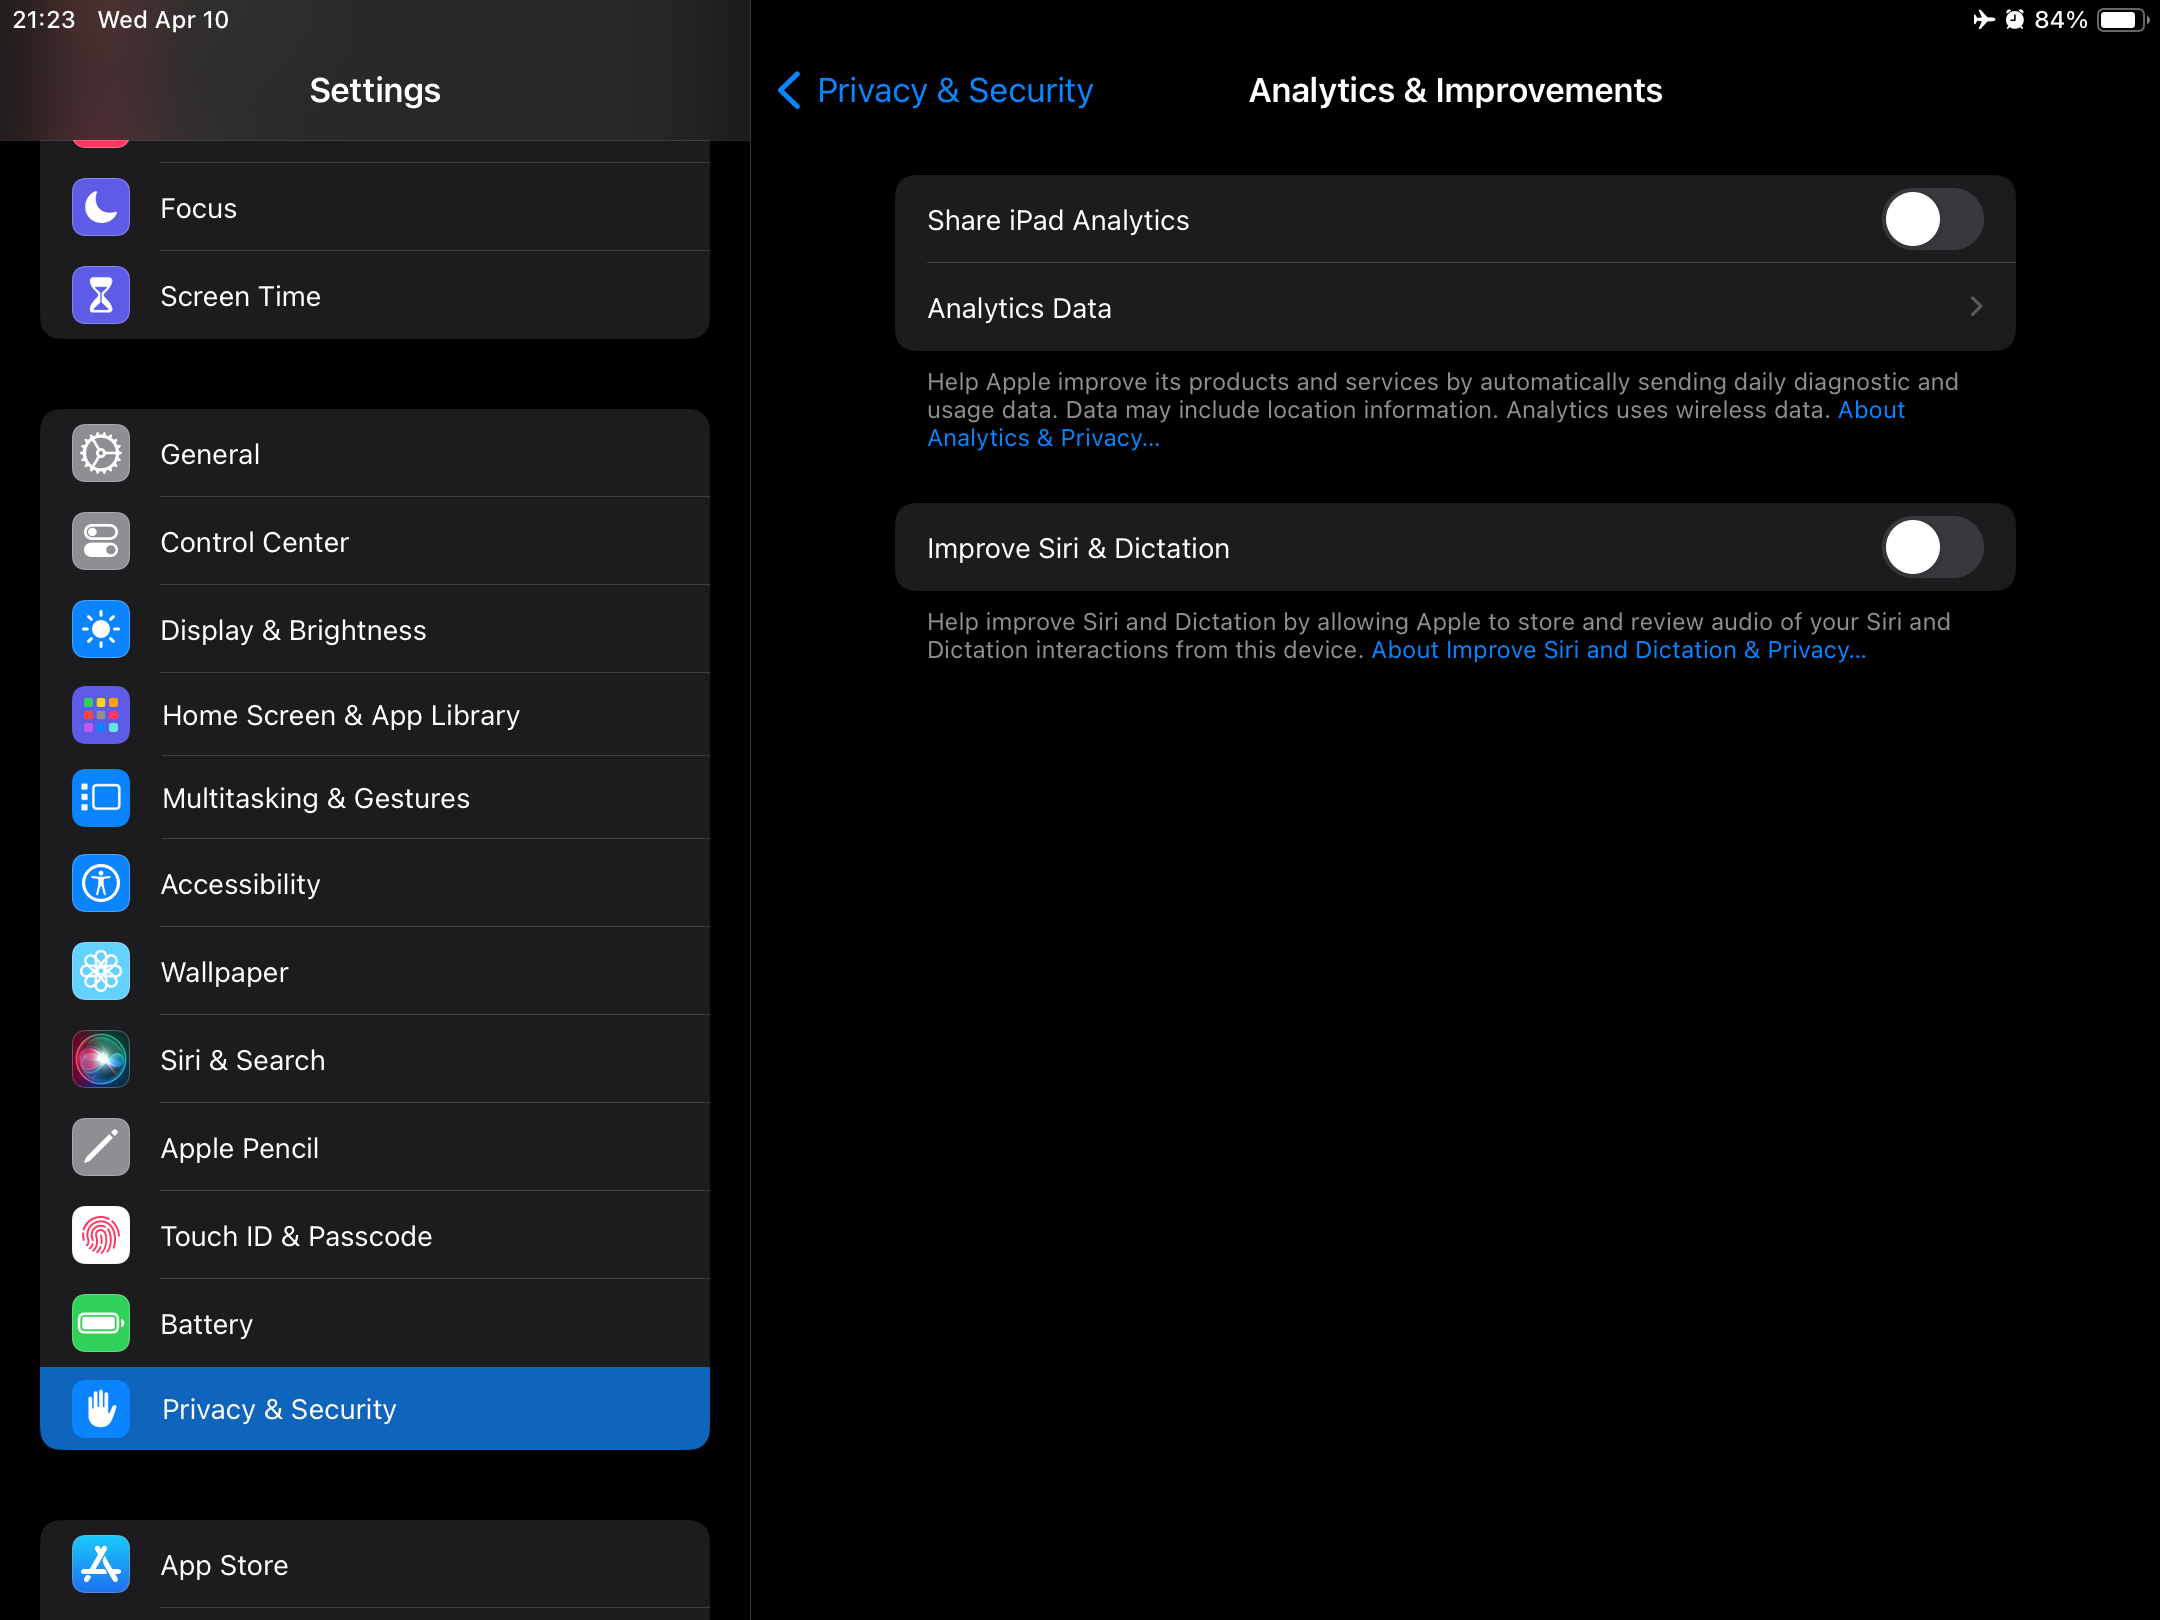 21:23 Wed Apr 10
84%
Settings
Focus
Screen Time
General
Control Center
Display & Brightness
Home Screen & App Library
Multitasking & Gestures
Accessibility
Wallpaper
Siri & Search
Apple Pencil
Touch ID & Passcode
Battery
Privacy & Security
App Store
Privacy & Security
Analytics & Improvements
Share iPad Analytics
Analytics Data
Help Apple improve its products and services by automatically sending daily diagnostic and
usage data. Data may include location information. Analytics uses wireless data. About
Analytics & Privacy...
Improve Siri & Dictation
Help improve Siri and Dictation by allowing Apple to store and review audio of your Siri and
Dictation interactions from this device. About Improve Siri and Dictation & Privacy...